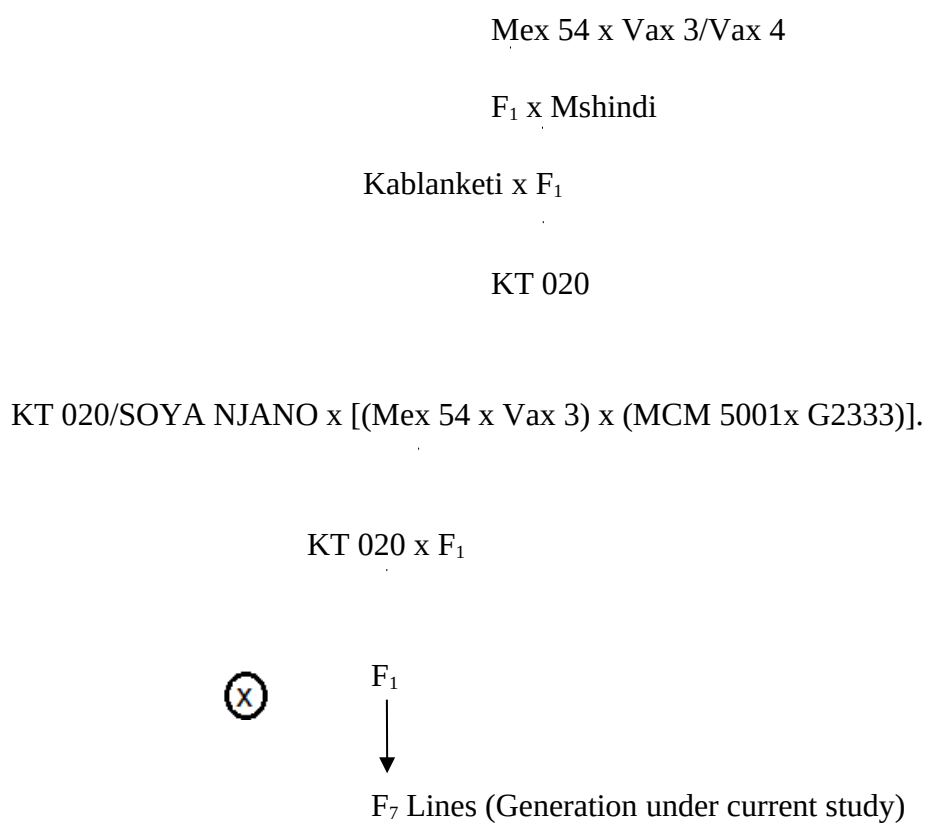 Mex 54 x Vax 3/Vax 4
F₁ x Mshindi
Kablanketi x F₁
KT 020
KT 020/SOYA NJANO x [(Mex 54 x Vax 3) x (MCM 5001x G2333)].
KT 020 x F₁
F₁
X
F₇ Lines (Generation under current study)